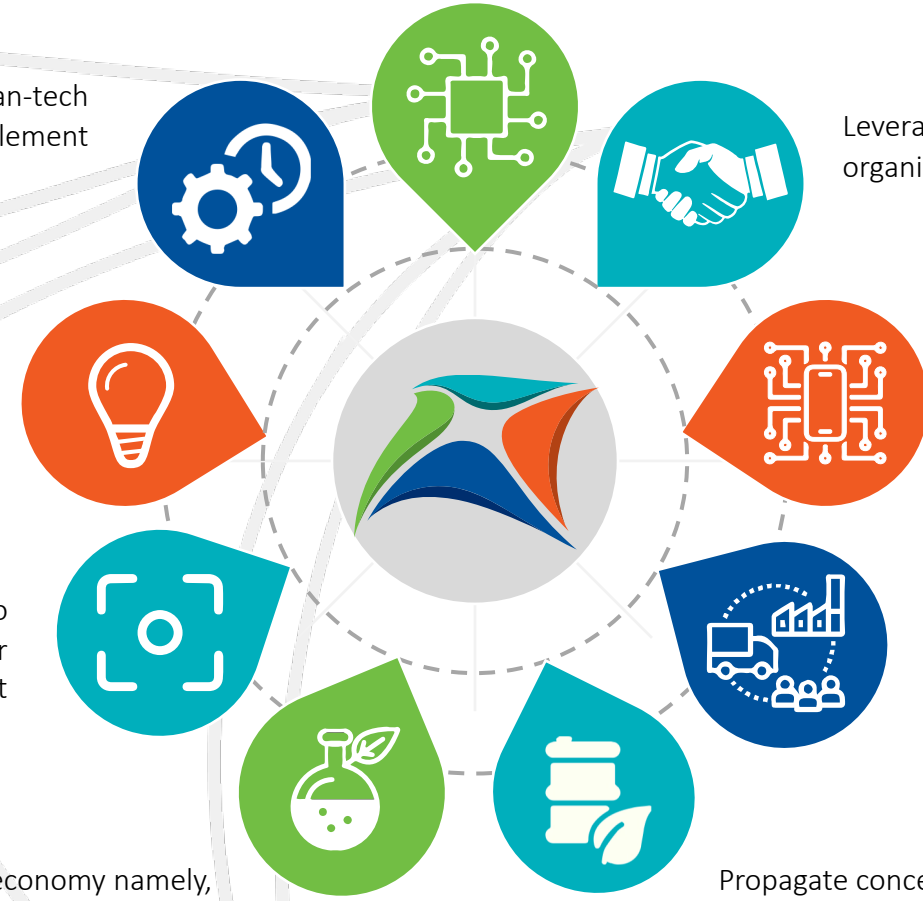 an-tech
lement
Levera
organi
r
t
economy namely,
Propagate conce